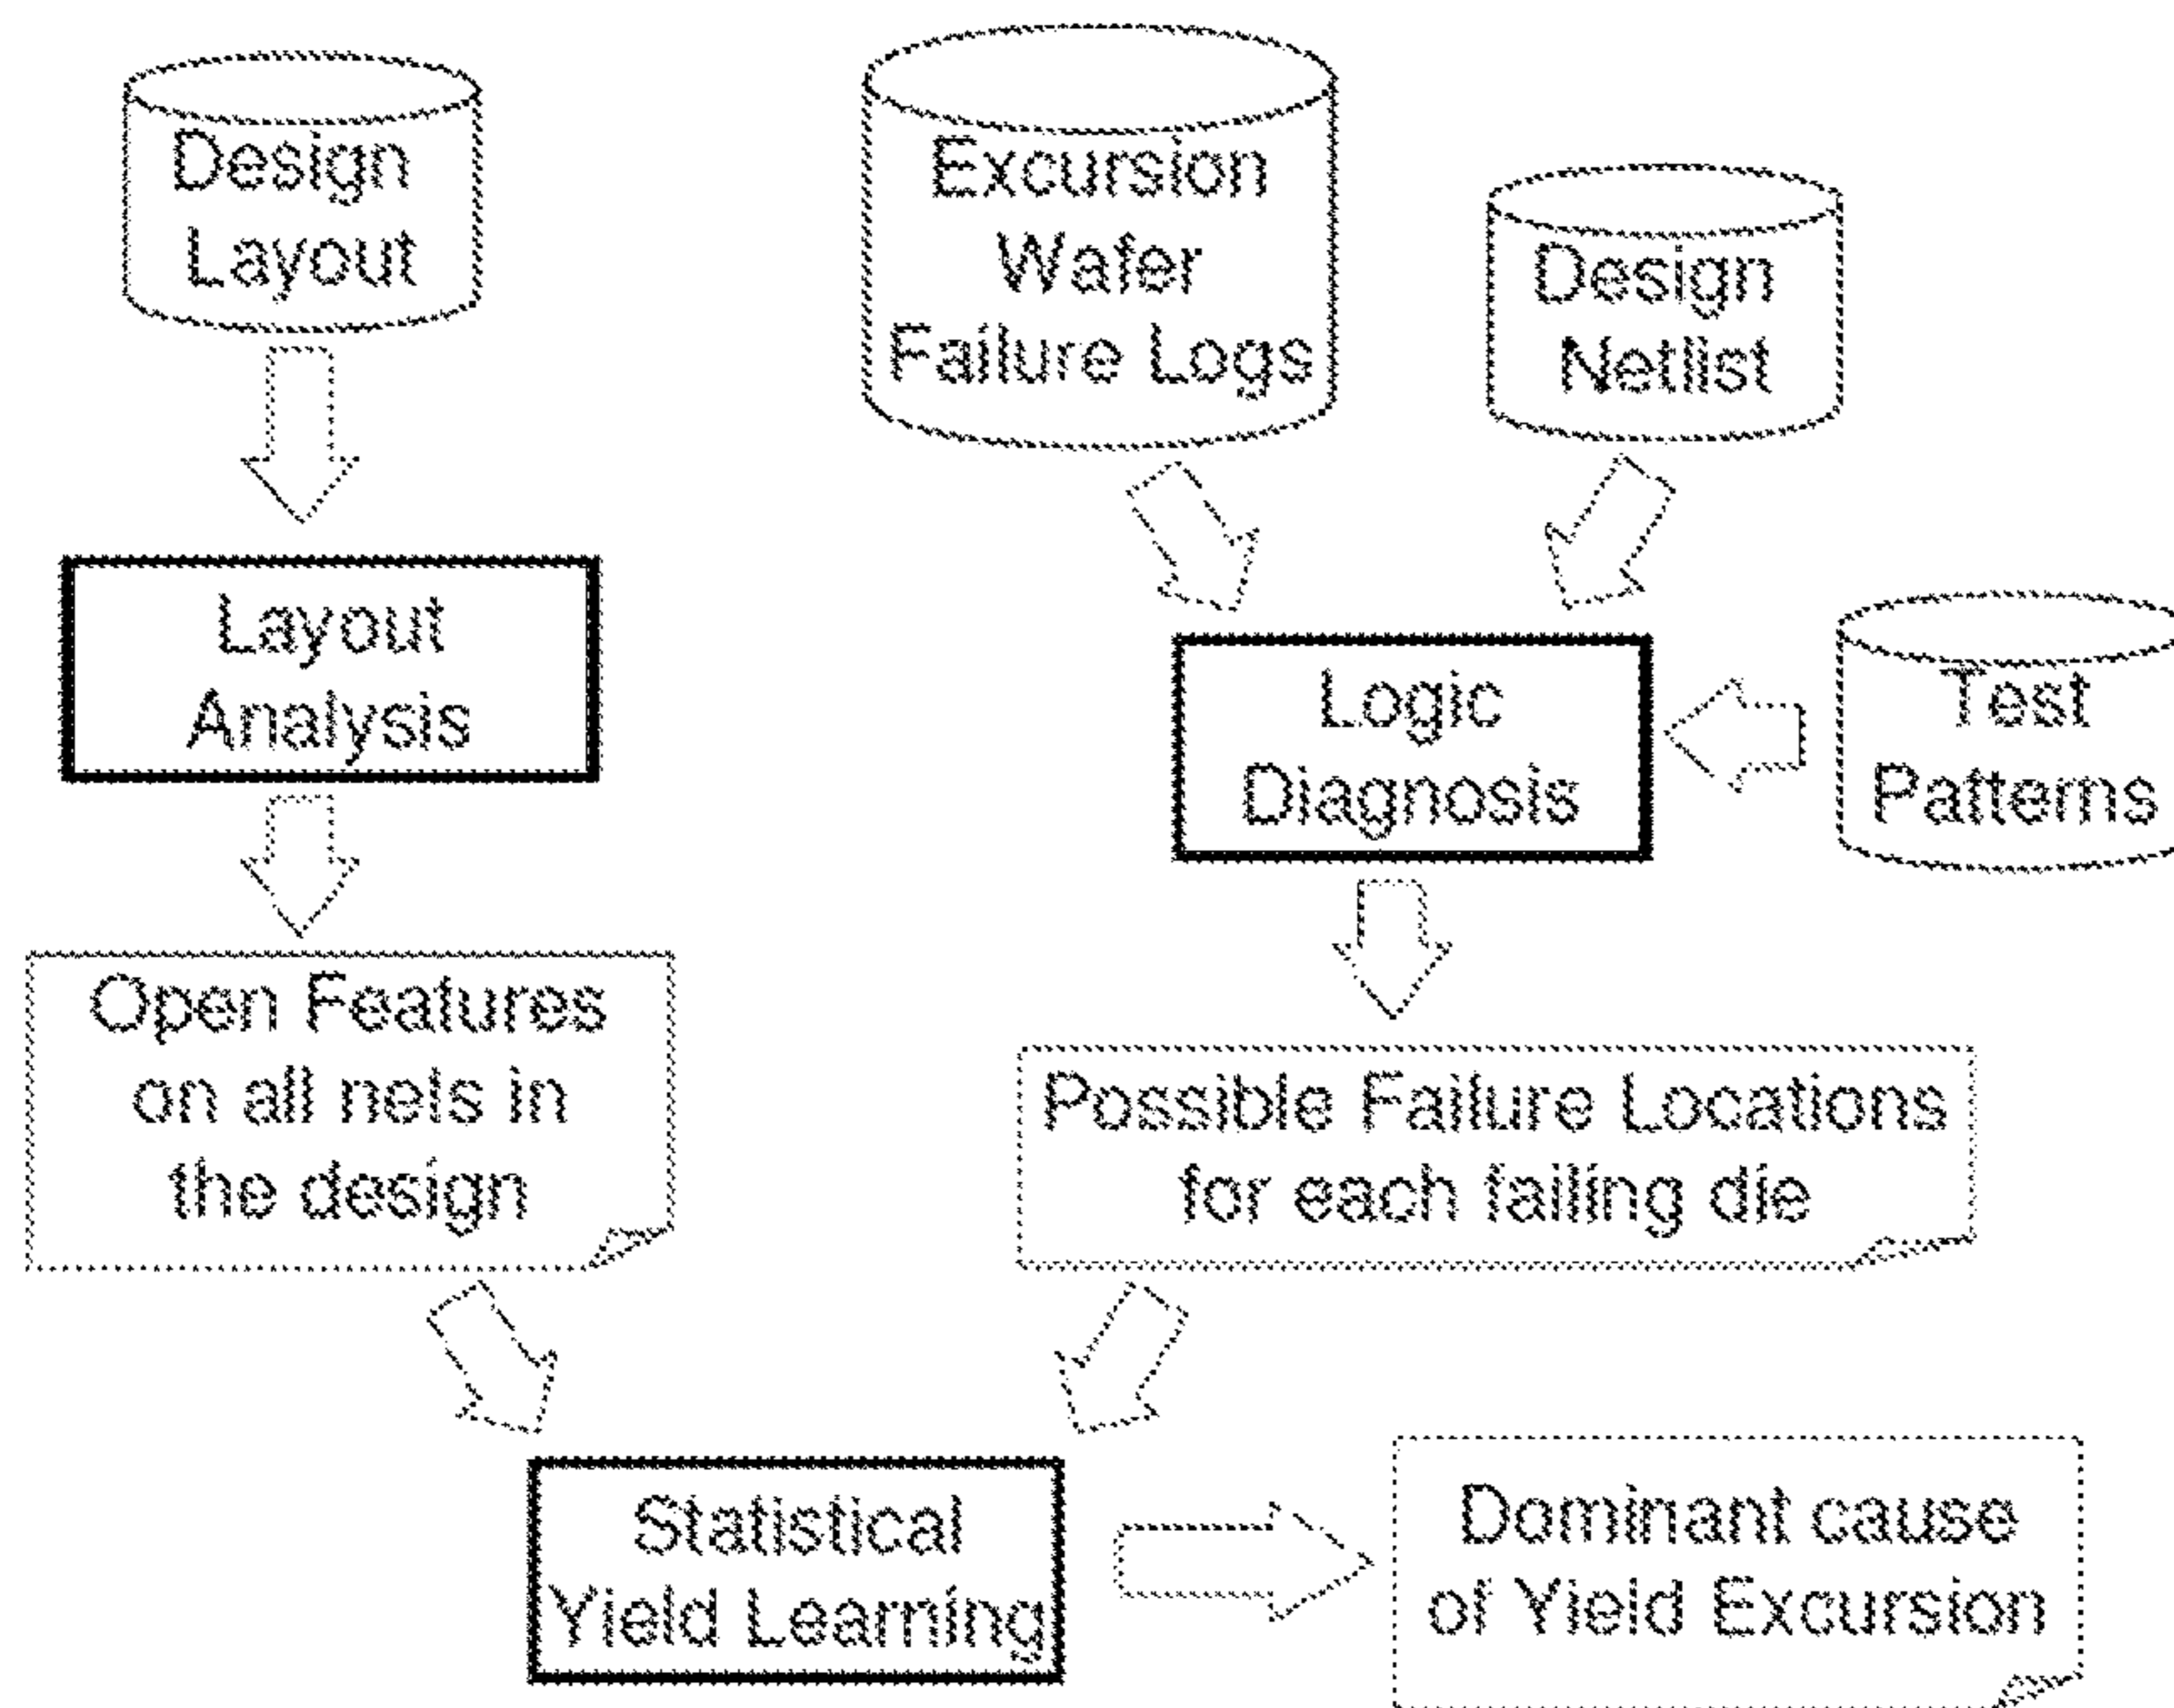 Design
Layout
Excursion
Wafer
Failure Logs
Design
Netlist
Layout
Analysis
Logic
Diagnosis
Test
Patterns
Open Features
on all nets in
the design
Possible Failure Locations
for each failing die
Statistical
Yield Learning
Dominant cause
of Yield Excursion